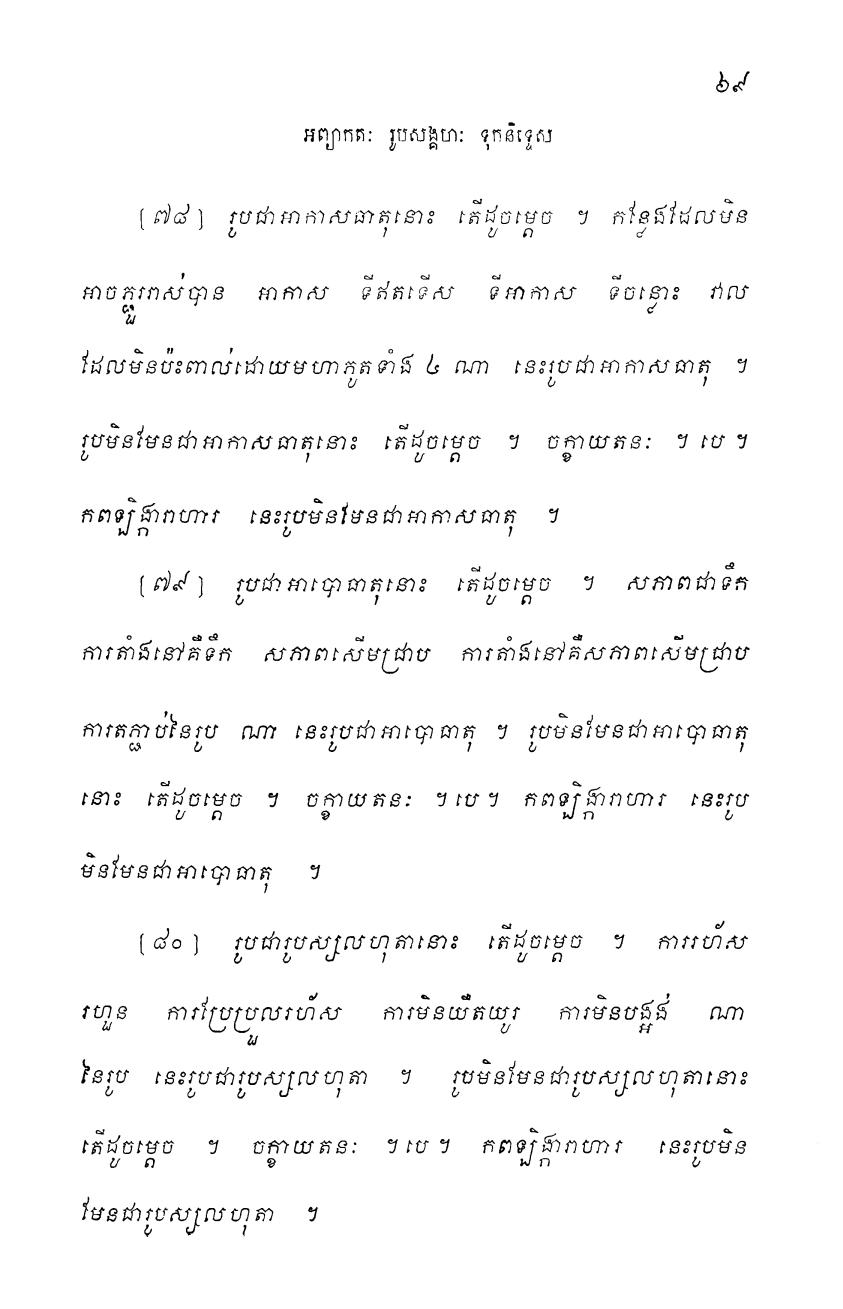 ៦៩
អព្យាកតៈ រូបសង្គហៈ ទុកនិទ្ទេស
[៧៨] រូបជាអាកាសធាតុនោះ តើដូចម្តេច ។ កន្លែងដែលមិន
អាចភ្ជួររាស់បាន អាកាស ទីឥតទើស ទីអាកាស ទីចន្លោះ វាល
ដែលមិនប៉ះពាល់ដោយមហាភូតទាំង ៤ ណា នេះរូបជាអាកាសធាតុ ។
រូបមិនមែនជាអាកាសធាតុនោះ តើដូចម្តេច ។ ចក្ខាយតនៈ ។ បេ ។
កពឡិង្ការាហារ នេះរូបមិនមែនជាអាកាសធាតុ ។
[៧៩] រូបជាអាបោធាតុនោះ តើដូចម្តេច ។ សភាពជាទឹក
ការតាំងនៅគឺទឹក សភាពសើមជ្រាប ការតាំងនៅគឺសភាពសើមជ្រាប
ការតភ្ជាប់នៃរូប ណា នេះរូបជាអាបោធាតុ ។ រូបមិនមែនជាអាបោធាតុ
នោះ តើដូចម្តេច ។ ចក្ខាយតនៈ ។ បេ ។ កពឡិង្ការាហារ នេះរូប
មិនមែនជាអាបោធាតុ ។
[៨០] រូបជារូបស្សលហុតានោះ តើដូចម្តេច ។ ការរហ័ស
រហួន ការប្រែប្រួលរហ័ស ការមិនយឺតយូរ ការមិនបង្អង់ ណា
នៃរូប នេះរូបជារូបស្សលហុតា ។ រូបមិនមែនជារូបស្សលហុតានោះ
តើដូចម្តេច ។ ចក្ខាយតនៈ ។ បេ ។ កពឡិង្ការាហារ នេះរូបមិន
មែនជារូបស្សលហុតា ។